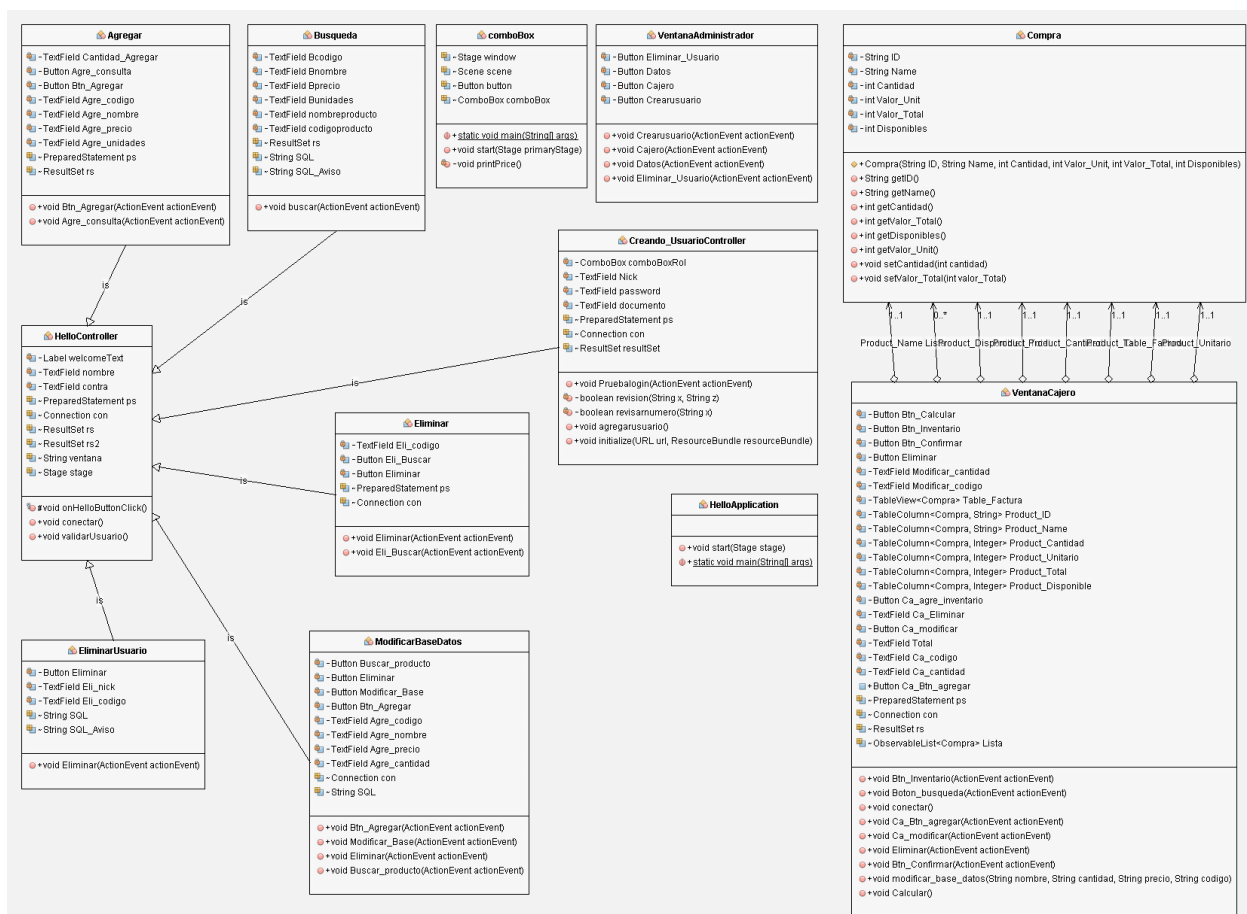 Agregar
-TextField Cantidad_Agregar
-Button Agre_consulta
-Button Btn_Agregar
-TextField Agre_codigo
-TextField Agre_nombre
-TextField Agre_precio
-TextField Agre_unidades
~PreparedStatement ps
~ResultSet rs
+void Btn_Agregar(ActionEvent actionEvent)
+void Agre_consulta(ActionEvent actionEvent)
Busqueda
-TextField Bcodigo
-TextField Bnombre
-TextField Bprecio
-TextField Bunidades
-TextField nombreproducto
-TextField codigoproducto
~ResultSet rs
~String SQL
~String SQL_Aviso
+void buscar(ActionEvent actionEvent)
comboBox
~Stage window
~Scene scene
~Button button
~ComboBox comboBox
+static void main(String[] args)
+void start(Stage primaryStage)
-void printPrice()
VentanaAdministrador
-Button Eliminar_Usuario
-Button Datos
-Button Cajero
-Button Crearusuario
+void Crearusuario(ActionEvent actionEvent)
+void Cajero(ActionEvent actionEvent)
+void Datos(ActionEvent actionEvent)
+void Eliminar_Usuario(ActionEvent actionEvent)
Compra
-String ID
-String Name
-int Cantidad
-int Valor_Unit
-int Valor_Total
-int Disponibles
+Compra(String ID, String Name, int Cantidad, int Valor_Unit, int Valor_Total, int Disponibles)
+String getID()
+String getName()
+int getCantidad()
+int getValor_Total()
+int getDisponibles()
+int getValor_Unit()
+void setCantidad(int cantidad)
+void setValor_Total(int valor_Total)
Creando_UsuarioController
-ComboBox comboBoxRol
-TextField Nick
-TextField password
-TextField documento
~PreparedStatement ps
~Connection con
~ResultSet resultSet
+void Pruebalogin(ActionEvent actionEvent)
-boolean revision(String x, String z)
-boolean revisarnumero(String x)
+void agregarusuario()
+void initialize(URL url, ResourceBundle resourceBundle)
is
is
is
is
is
is
HelloController
-Label welcomeText
-TextField nombre
-TextField contra
~PreparedStatement ps
~Connection con
~ResultSet rs
~ResultSet rs2
~String ventana
~Stage stage
#void onHelloButtonClick()
+void conectar()
+void validarUsuario()
1..1 0..* 1..1 1..1 1..1 1..1 1..1
Product_Name
Product_Unitario
Eliminar
-TextField Eli_codigo
-Button Eli_Buscar
-Button Eliminar
~PreparedStatement ps
~Connection con
+void Eliminar(ActionEvent actionEvent)
+void Eli_Buscar(ActionEvent actionEvent)
HelloApplication
+void start(Stage stage)
+static void main(String[] args)
VentanaCajero
-Button Btn_Calcular
-Button Btn_Inventario
-Button Btn_Confirmar
-Button Eliminar
-TextField Modificar_cantidad
-TextField Modificar_codigo
-TableView<Compra> Table_Factura
-TableColumn<Compra, String> Product_ID
-TableColumn<Compra, String> Product_Name
-TableColumn<Compra, Integer> Product_Cantidad
-TableColumn<Compra, Integer> Product_Unitario
-TableColumn<Compra, Integer> Product_Total
-TableColumn<Compra, Integer> Product_Disponible
-Button Ca_agre_inventario
-TextField Ca_Eliminar
-Button Ca_modificar
-TextField Total
-TextField Ca_codigo
-TextField Ca_cantidad
+Button Ca_Btn_agregar
~PreparedStatement ps
~Connection con
~ResultSet rs
~ObservableList<Compra> Lista
+void Btn_Inventario(ActionEvent actionEvent)
+void Boton_busqueda(ActionEvent actionEvent)
+void conectar()
+void Ca_Btn_agregar(ActionEvent actionEvent)
+void Ca_modificar(ActionEvent actionEvent)
+void Eliminar(ActionEvent actionEvent)
+void Btn_Confirmar(ActionEvent actionEvent)
+void modificar_base_datos(String nombre, String cantidad, String precio, String codigo)
+void Calcular()
EliminarUsuario
-Button Eliminar
-TextField Eli_nick
-TextField Eli_codigo
~String SQL
~String SQL_Aviso
+void Eliminar(ActionEvent actionEvent)
ModificarBaseDatos
-Button Buscar_producto
-Button Eliminar
-Button Modificar_Base
-Button Btn_Agregar
-TextField Agre_codigo
-TextField Agre_nombre
-TextField Agre_precio
-TextField Agre_cantidad
~Connection con
~String SQL
+void Btn_Agregar(ActionEvent actionEvent)
+void Modificar_Base(ActionEvent actionEvent)
+void Eliminar(ActionEvent actionEvent)
+void Buscar_producto(ActionEvent actionEvent)